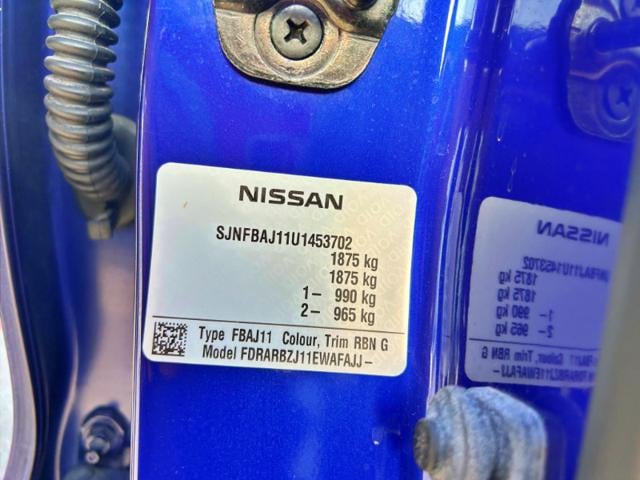 NISSAN
SJNFBAJ11U1453702
1875 kg
1875 kg
1- 990 kg
2- 965 kg
Type FBAJ11 Colour, Trim RBN G
Model FDRARBZJ11EWAFAJJ-